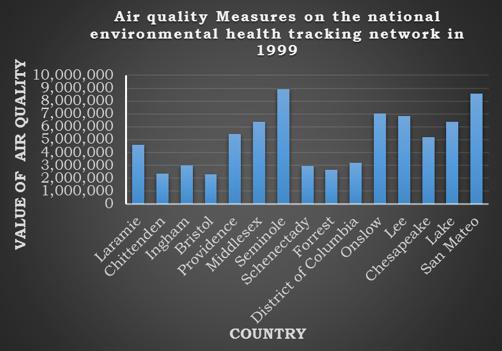 Air quality Measures on the national
environmental health tracking network in
1999
VALUE OF AIR QUALITY
10,000,000
9,000,000
8,000,000
7,000,000
6,000,000
5,000,000
4,000,000
3,000,000
2,000,000
1,000,000
0
Laramie
Chittenden
Ingham
Bristol
Providence
Middlesex
Seminole
Schenectady
Forrest
District of Columbia
Onslow
Lee
Chesapeake
Lake
San Mateo
COUNTRY